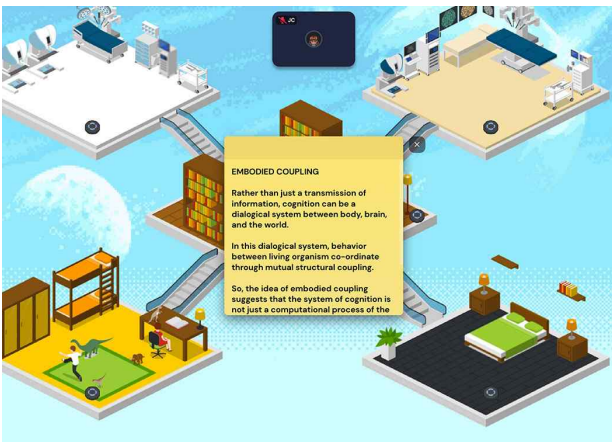 JC
EMBODIED COUPLING
Rather than just a transmission of
information, cognition can be a
dialogical system between body, brain,
and the world.
In this dialogical system, behavior
between living organism co-ordinate
through mutual structural coupling.
So, the idea of embodied coupling
suggests that the system of cognition is
not just a computational process of the